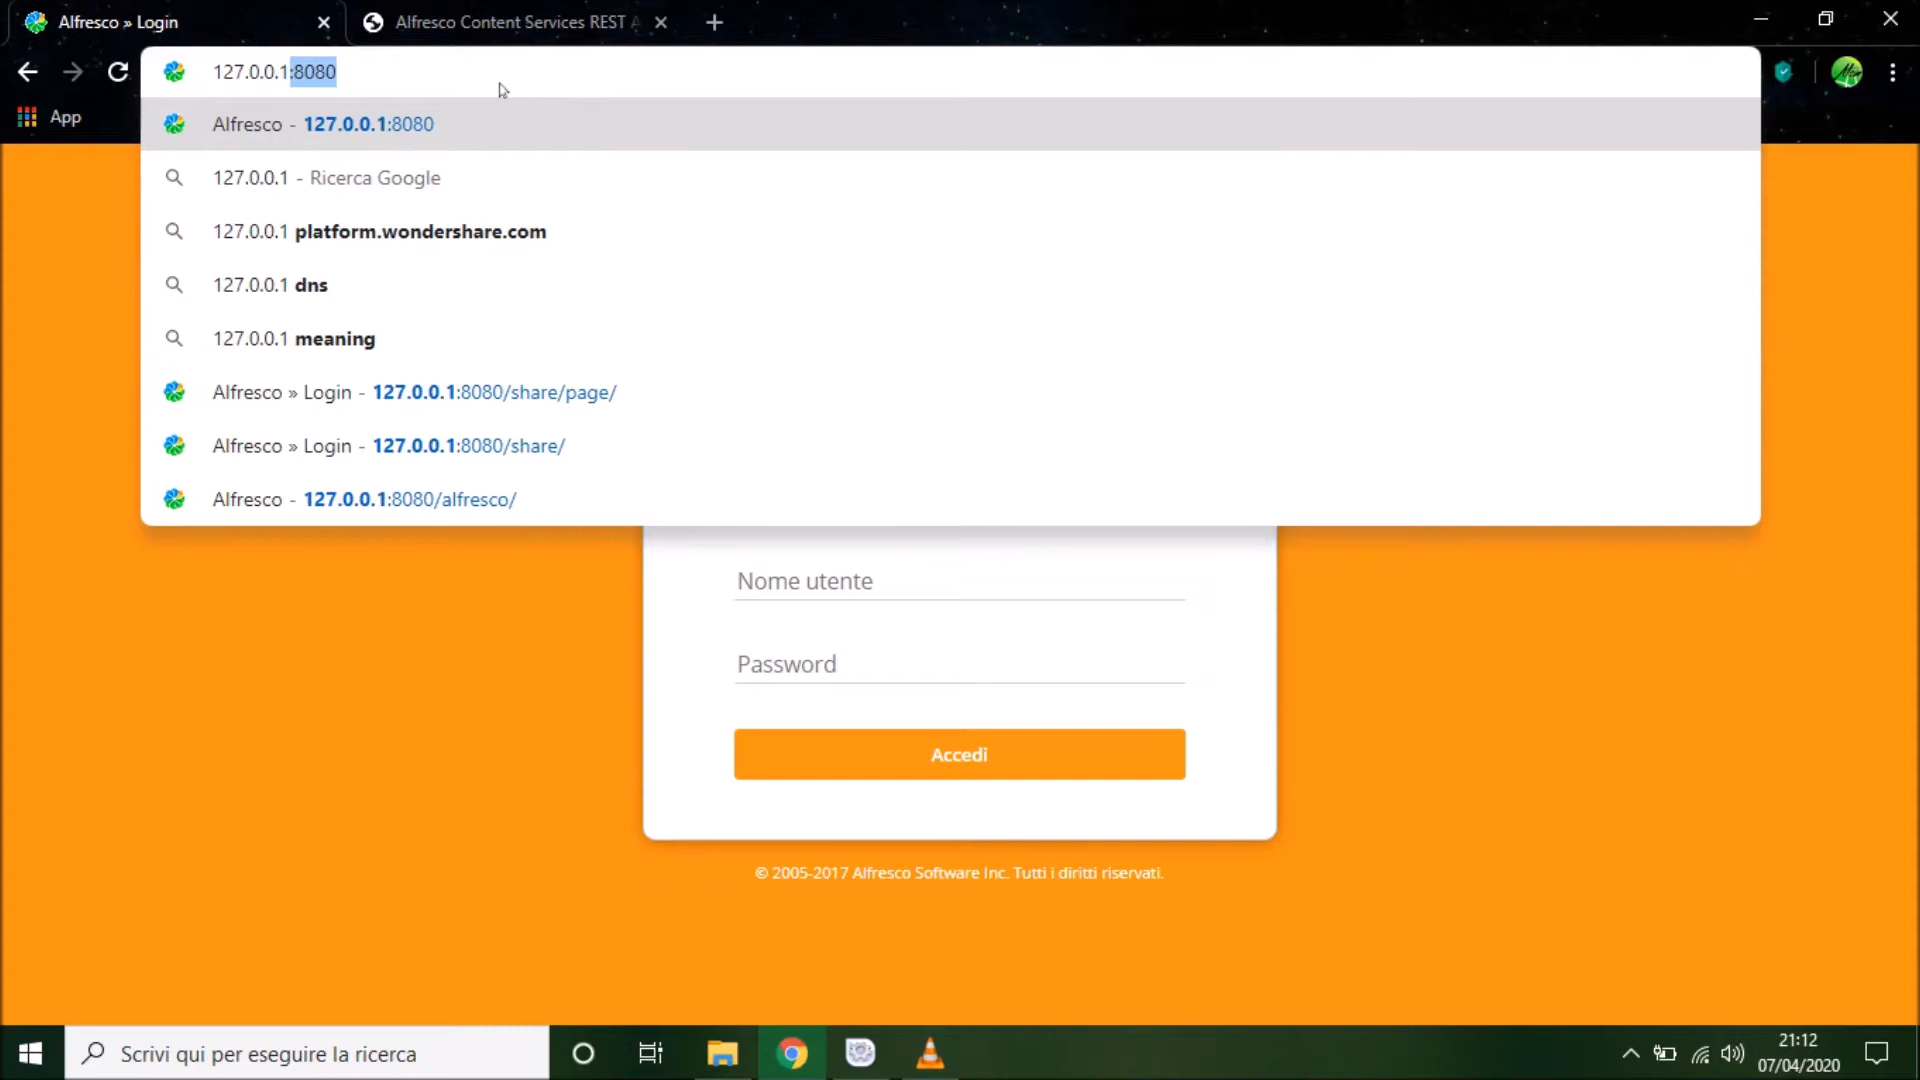 Alfresco » Login
Alfresco Content Services REST A
127.0.0.1:8080
App
Alfresco - 127.0.0.1:8080
127.0.0.1 - Ricerca Google
127.0.0.1 platform.wondershare.com
127.0.0.1 dns
127.0.0.1 meaning
Alfresco » Login - 127.0.0.1:8080/share/page/
Alfresco » Login - 127.0.0.1:8080/share/
Alfresco - 127.0.0.1:8080/alfresco/
Nome utente
Password
Accedi
© 2005-2017 Alfresco Software Inc. Tutti i diritti riservati.
Scrivi qui per eseguire la ricerca
21:12
07/04/2020